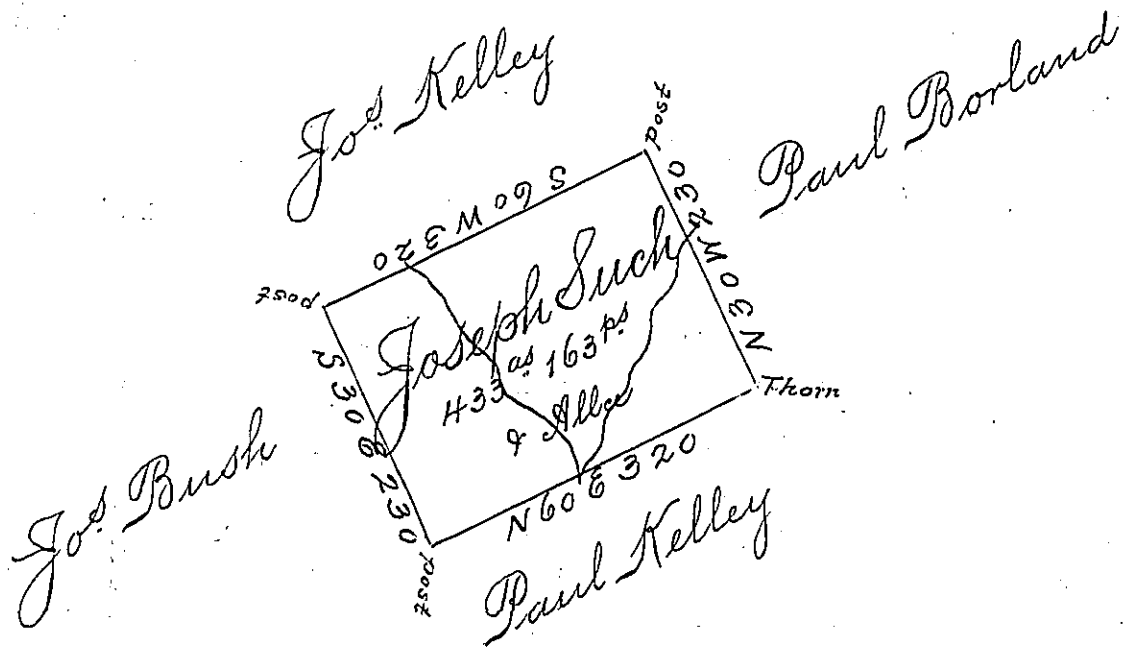 Jos. Kelley
post
Paul Borland
S 60 W 320
N 30 W 230
post
Joseph Such
433 as 163 ps
& Allce
Thorn
S 30 E 230
Jos. Bush
N 60 E 320
post
Paul Kelley